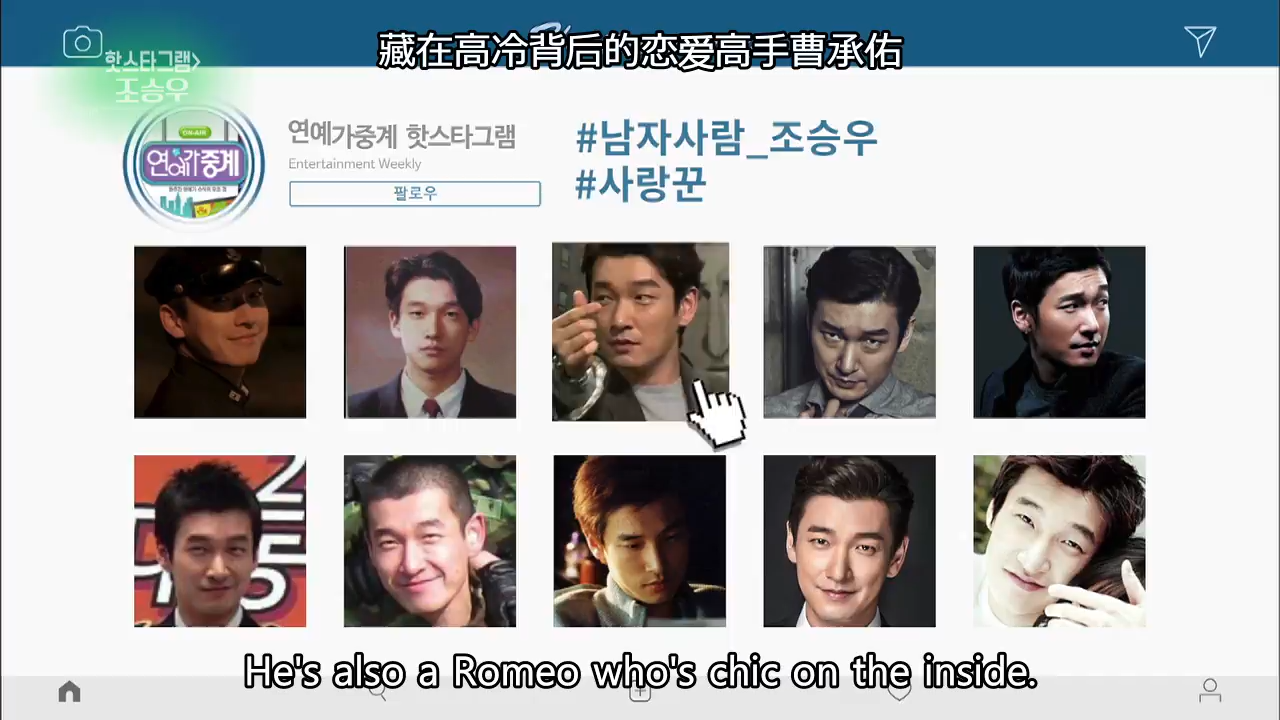 藏在高冷背后的恋爱高手曹承佑
핫스타그램>
조승우
ON-AIR
연예가중계
연예가중계 핫스타그램
Entertainment Weekly
팔로우
#남자사람_조승우
#사랑꾼
He's also a Romeo who's chic on the inside.